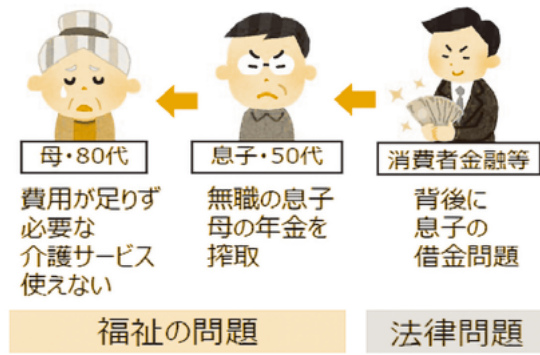 母・80代
費用が足りず
必要な
介護サービス
使えない
息子・50代
無職の息子
母の年金を
搾取
消費者金融等
背後に
息子の
借金問題
福祉の問題
法律問題